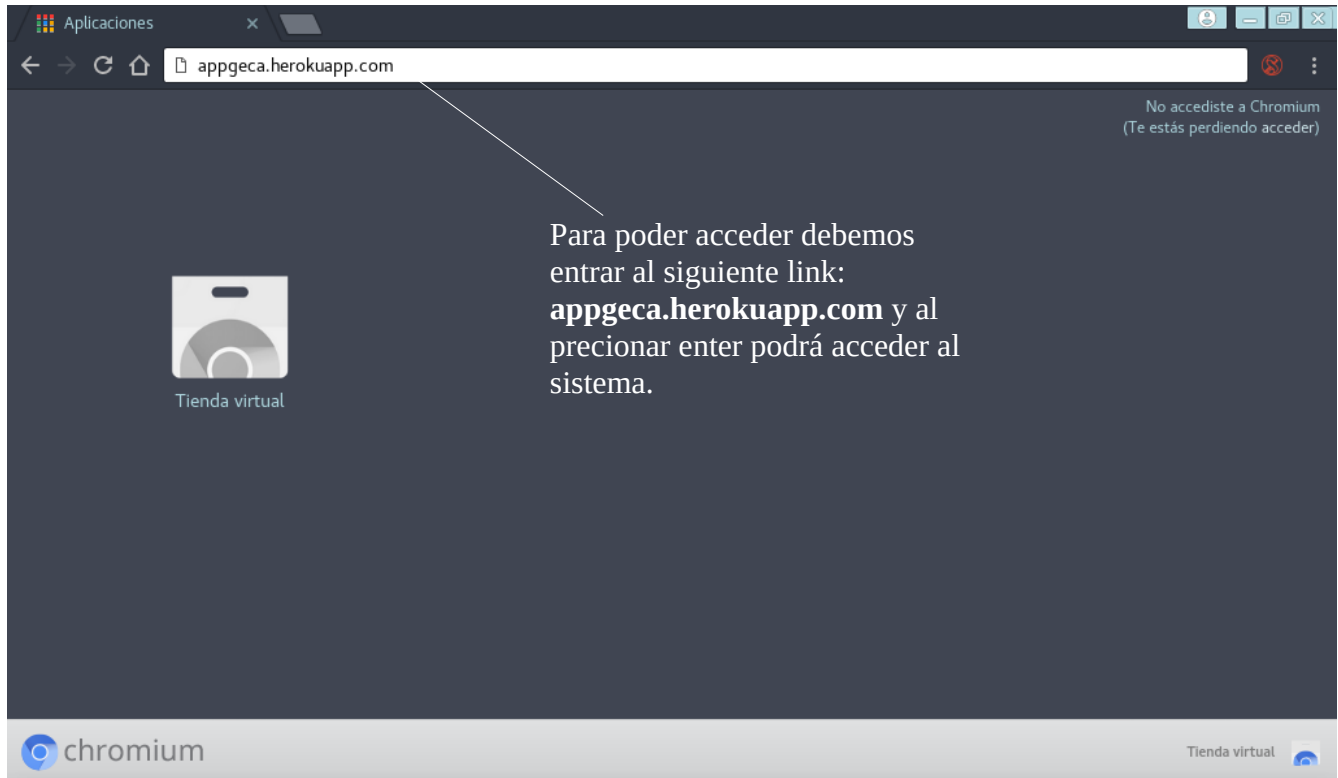 Aplicaciones
appgeca.herokuapp.com
No accediste a Chromium
(Te estás perdiendo acceder)
Para poder acceder debemos
entrar al siguiente link:
appgeca.herokuapp.com y al
precionar enter podrá acceder al
sistema.
Tienda virtual
chromium
Tienda virtual